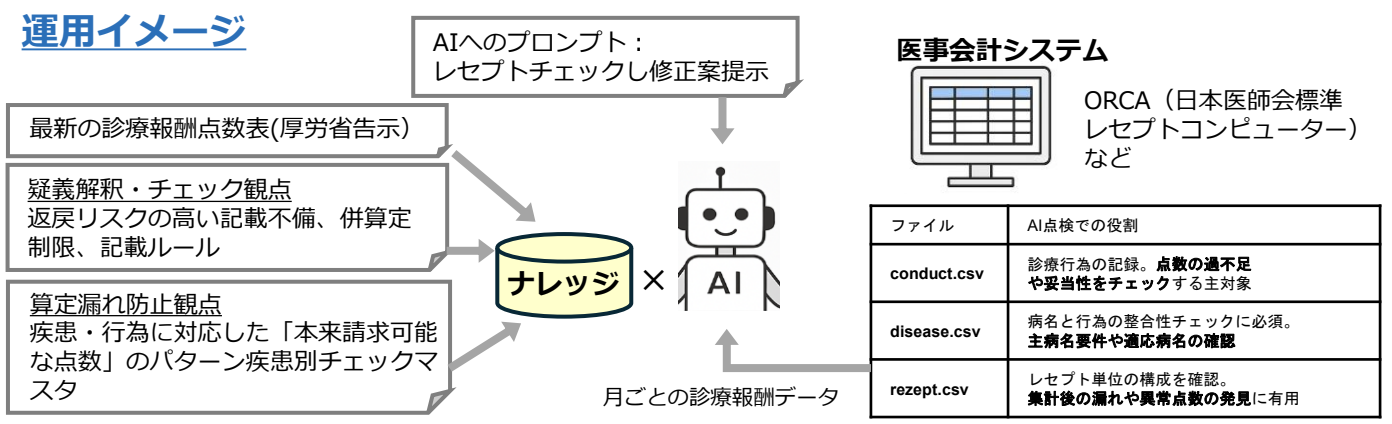 運用イメージ
AIへのプロンプト：
レセプトチェックし修正案提示
最新の診療報酬点数表(厚労省告示）
疑義解釈・チェック観点
返戻リスクの高い記載不備、併算定
制限、記載ルール
算定漏れ防止観点
疾患・行為に対応した「本来請求可能
な点数」のパターン疾患別チェックマ
スタ
ナレッジ
×
AI
月ごとの診療報酬データ
医事会計システム
ORCA（日本医師会標準
レセプトコンピューター）
など
ファイル
AI点検での役割
conduct.csv
診療行為の記録。点数の過不足
や妥当性をチェックする主対象
disease.csv
病名と行為の整合性チェックに必須。
主病名要件や適応病名の確認
rezept.csv
レセプト単位の構成を確認。
集計後の漏れや異常点数の発見に有用